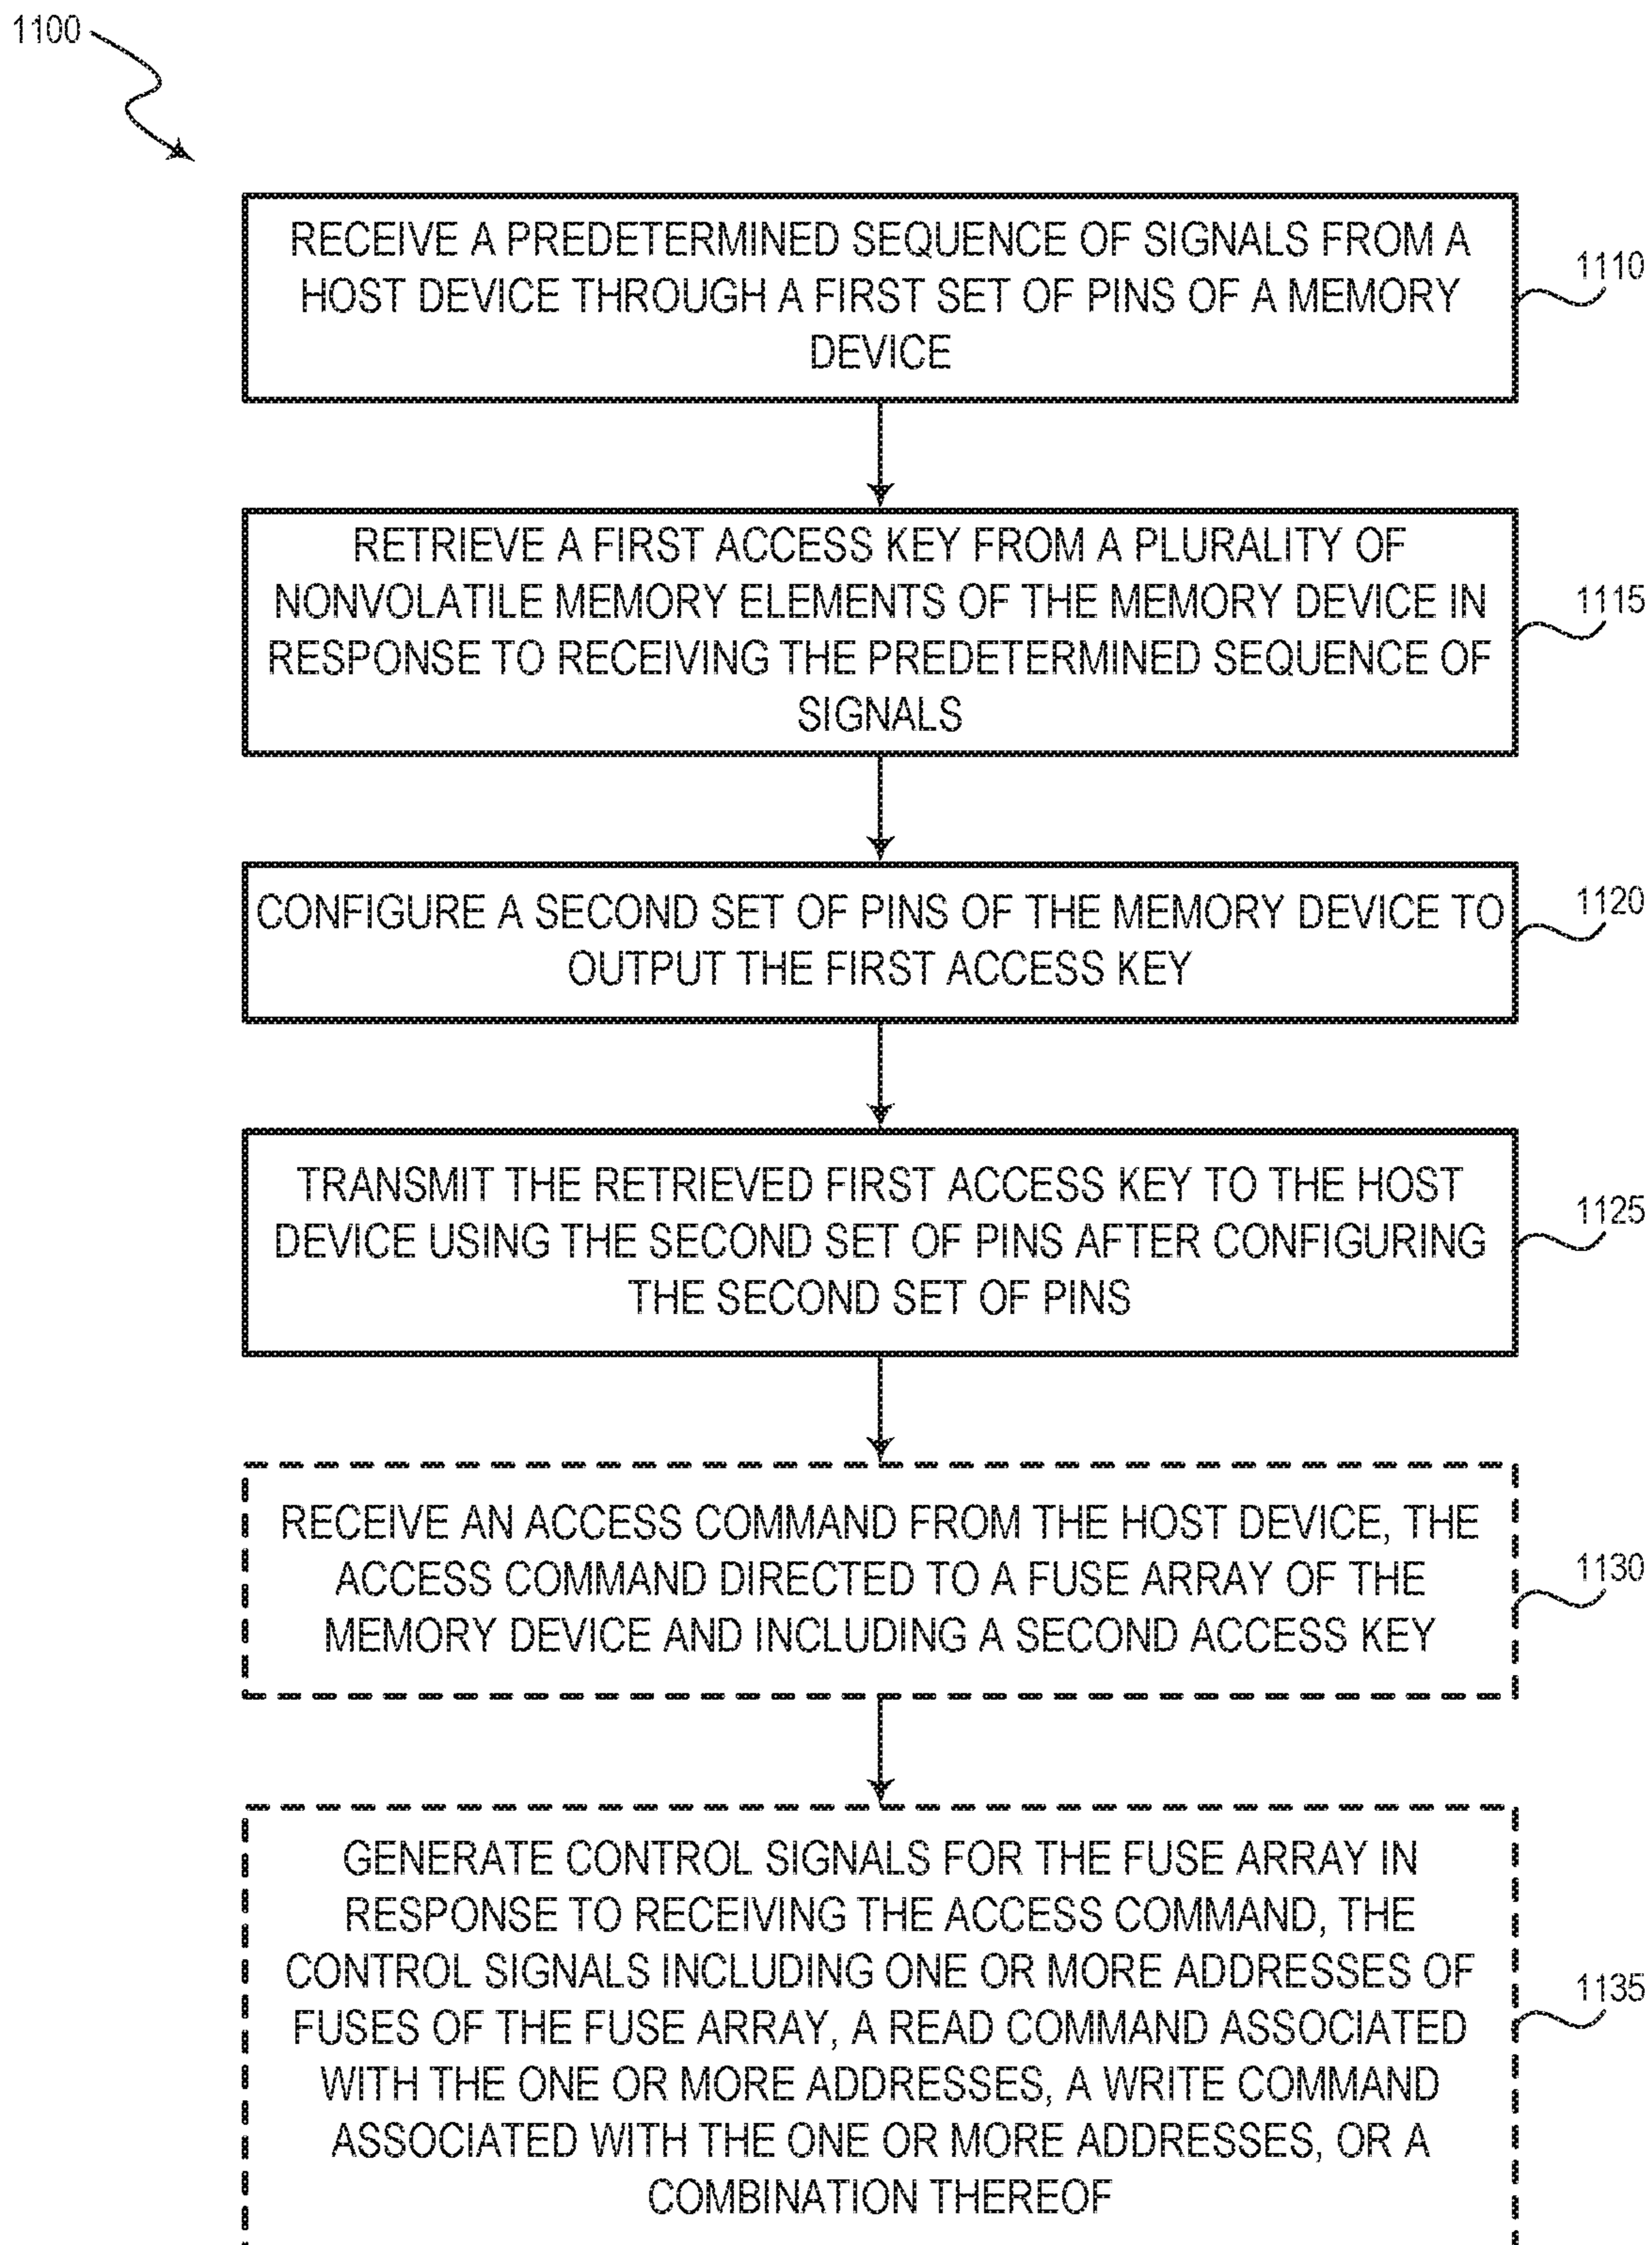 1100
RECEIVE A PREDETERMINED SEQUENCE OF SIGNALS FROM A
HOST DEVICE THROUGH A FIRST SET OF PINS OF A MEMORY
DEVICE
1110
RETRIEVE A FIRST ACCESS KEY FROM A PLURALITY OF
NONVOLATILE MEMORY ELEMENTS OF THE MEMORY DEVICE IN
RESPONSE TO RECEIVING THE PREDETERMINED SEQUENCE OF
SIGNALS
1115
CONFIGURE A SECOND SET OF PINS OF THE MEMORY DEVICE TO
OUTPUT THE FIRST ACCESS KEY
1120
TRANSMIT THE RETRIEVED FIRST ACCESS KEY TO THE HOST
DEVICE USING THE SECOND SET OF PINS AFTER CONFIGURING
THE SECOND SET OF PINS
1125
RECEIVE AN ACCESS COMMAND FROM THE HOST DEVICE, THE
ACCESS COMMAND DIRECTED TO A FUSE ARRAY OF THE
MEMORY DEVICE AND INCLUDING A SECOND ACCESS KEY
1130
GENERATE CONTROL SIGNALS FOR THE FUSE ARRAY IN
RESPONSE TO RECEIVING THE ACCESS COMMAND, THE
CONTROL SIGNALS INCLUDING ONE OR MORE ADDRESSES OF
FUSES OF THE FUSE ARRAY, A READ COMMAND ASSOCIATED
WITH THE ONE OR MORE ADDRESSES, A WRITE COMMAND
ASSOCIATED WITH THE ONE OR MORE ADDRESSES, OR A
COMBINATION THEREOF
1135